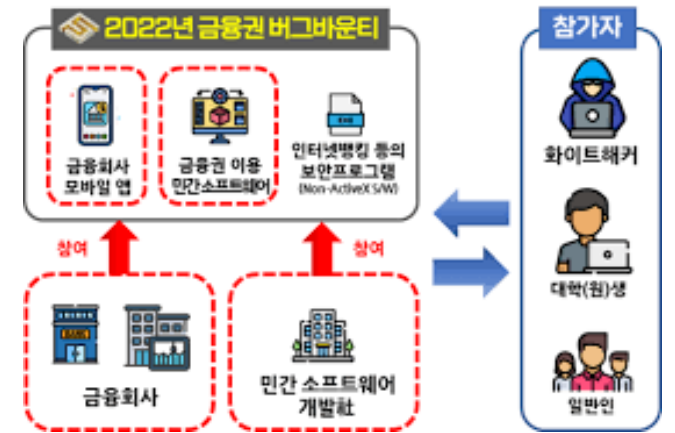 2022년 금융권 버그바운티
금융회사
모바일 앱
금융권 이용
민간소프트웨어
EXE
인터넷뱅킹 등의
보안프로그램
(Non-ActiveX S/W)
참여
참여
BANK
금융회사
민간 소프트웨어
개발社
참가자
화이트해커
대학(원)생
일반인